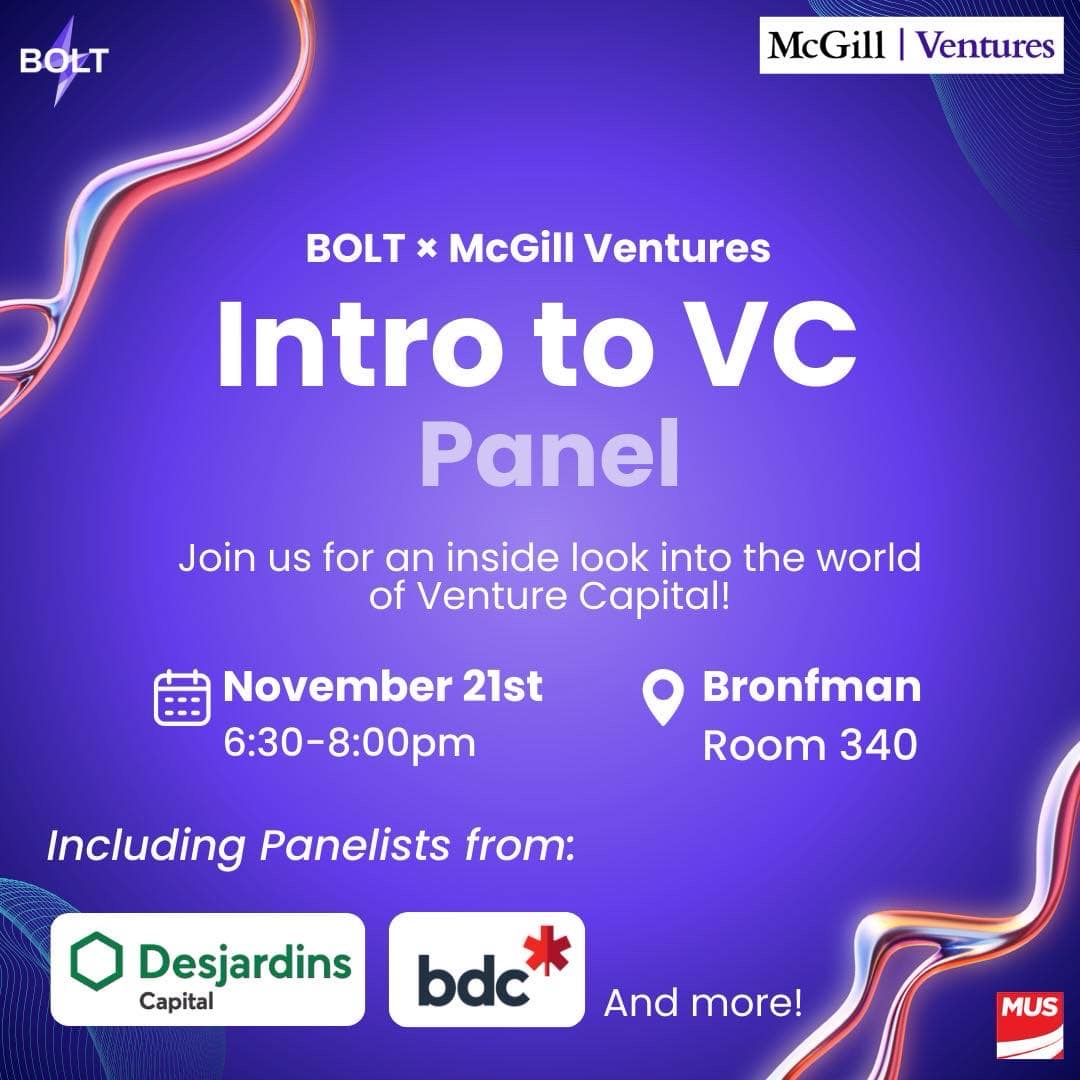 BOLT
McGill | Ventures
BOLT × McGill Ventures
Intro to VC
Panel
Join us for an inside look into the world
of Venture Capital!
November 21st
6:30-8:00pm
Bronfman
Room 340
Including Panelists from:
Desjardins
Capital
bdc
And more!
MUS